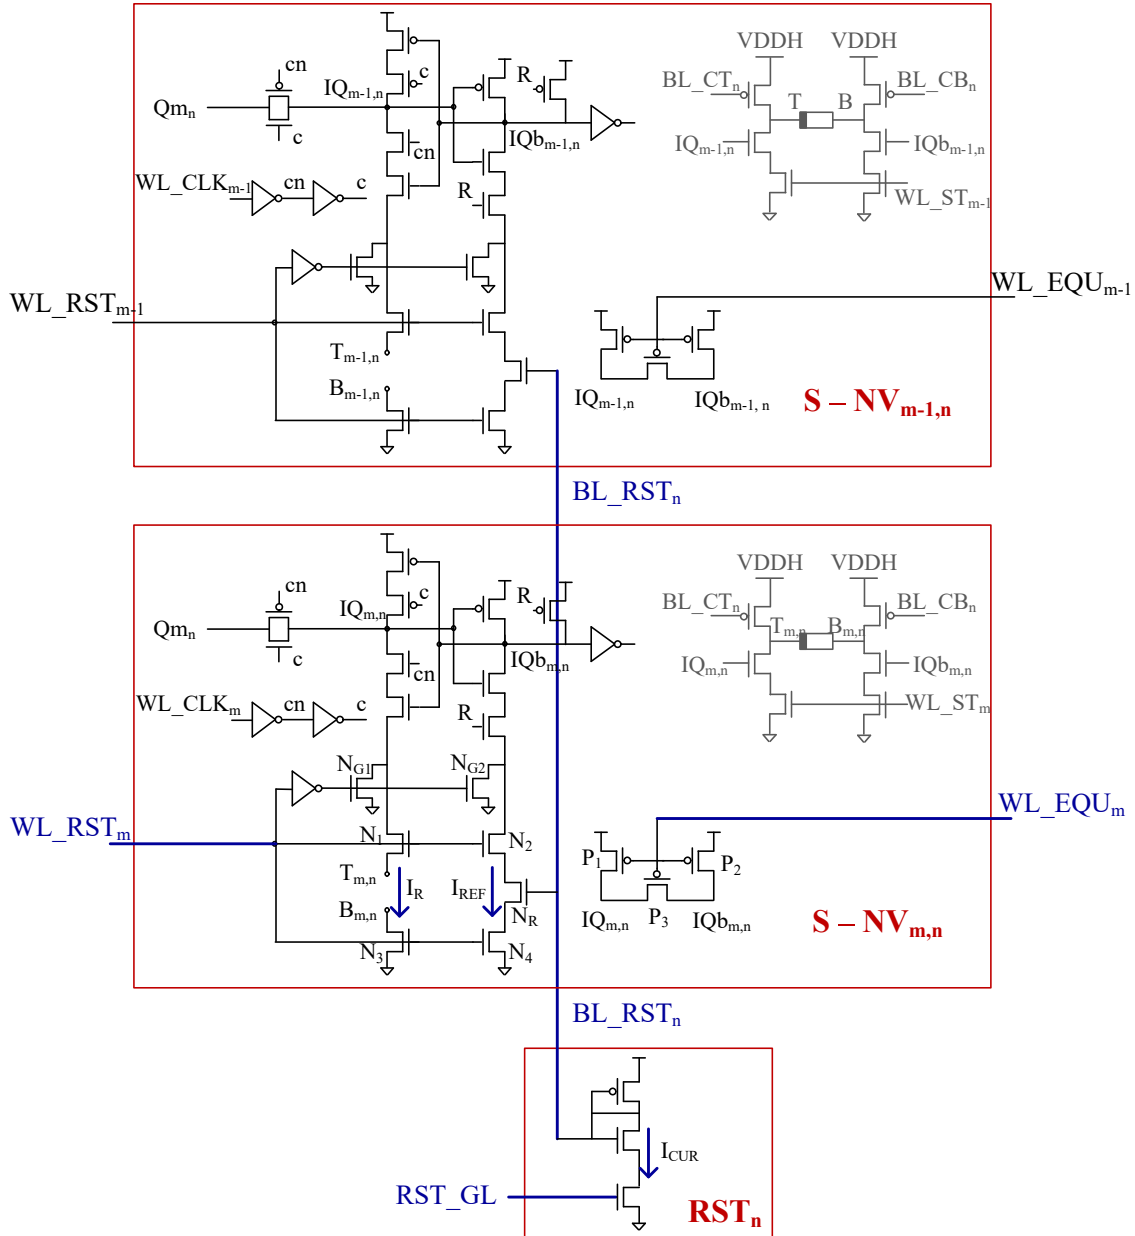 VDDH VDDH
cn
c
R
BL_CTn
BL_CBn
Qmn
IQm-1,n
T
B
c
cn
IQbm-1,n
IQm-1,n
IQbm-1,n
WL_CLKm-1
cn
c
R
WL_STm-1
WL_EQUm-1
WL_RSTm-1
Tm-1,n
Bm-1,n
IQm-1,n
IQbm-1, n
S – NVm-1,n
BL_RSTn
VDDH VDDH
cn
c
R
BL_CTn
BL_CBn
Qmn
IQm,n
Tm,n
Bm,n
c
cn
IQbm,n
IQm,n
IQbm,n
WL_CLKm
cn
c
R
WL_STm
NG1
NG2
WL_EQUm
WL_RSTm
N1
N2
P1
P2
Tm,n
IR
IREF
Bm,n
NR
IQm,n
P3
IQbm,n
S – NVm,n
N3
N4
BL_RSTn
ICUR
RST_GL
RSTn